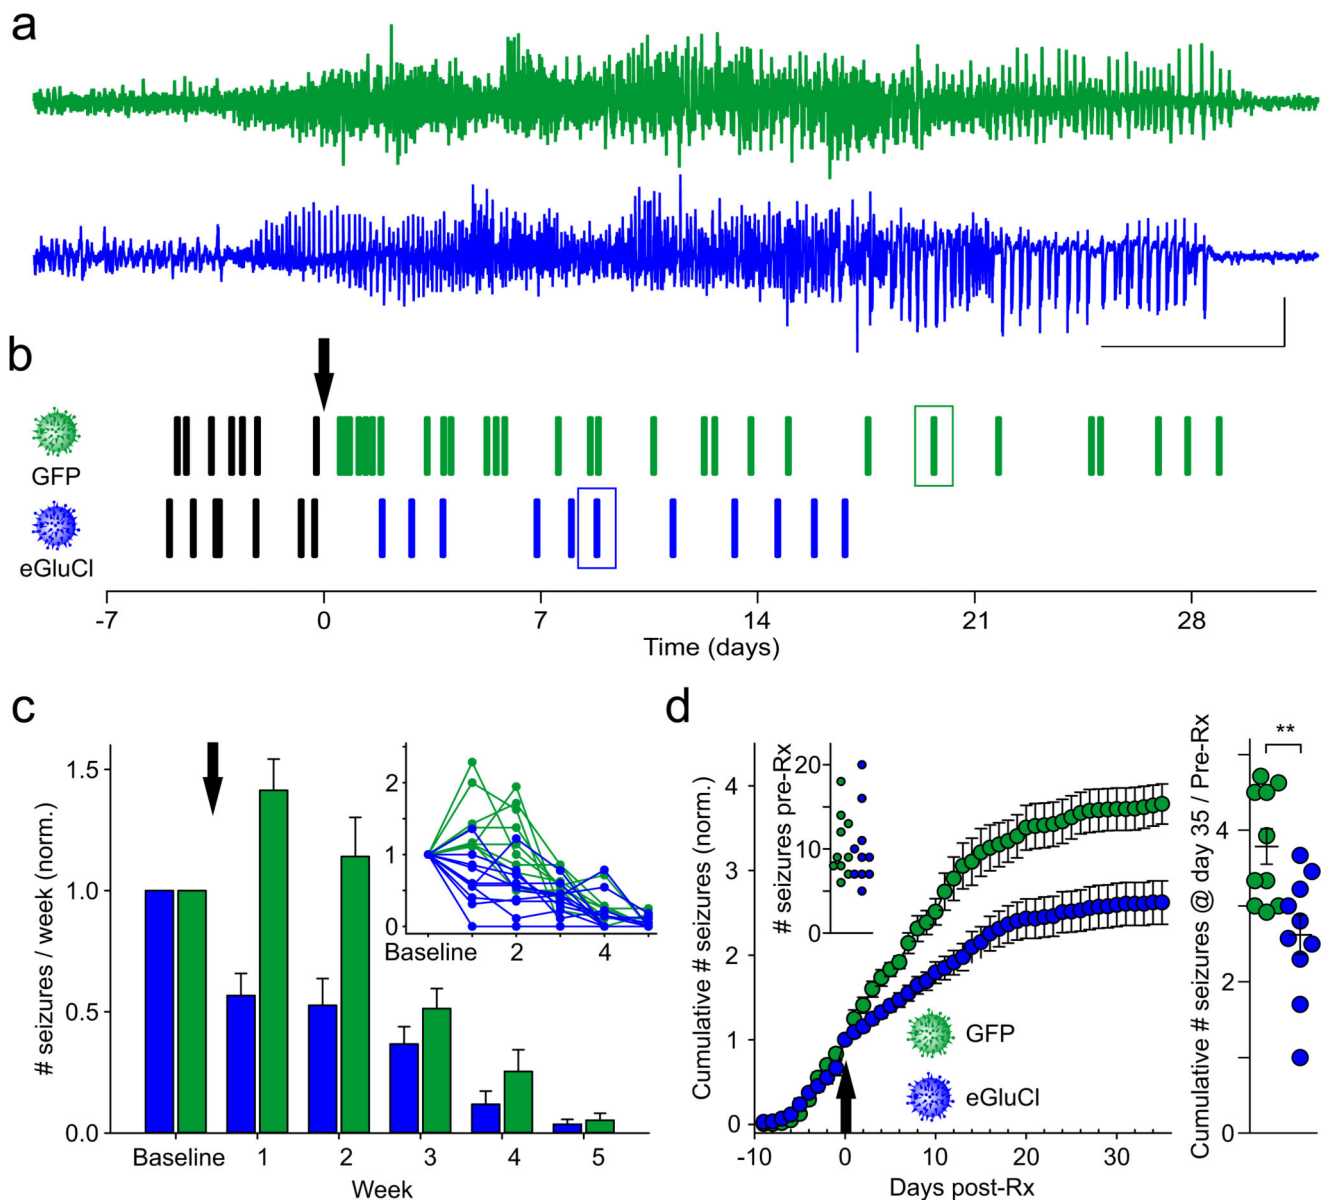 a
b
GFP
eGluCl
-7 0 7 14 21 28
Time (days)
c
# seizures / week (norm.)
1.5
1.0
0.5
0.0
Baseline 1 2 3 4 5
Week
2
1
0
Baseline 2 4
d
Cumulative # seizures (norm.)
4
3
2
1
0
-10 0 10 20 30
Days post-Rx
# seizures pre-Rx
20
10
0
GFP
eGluCl
Cumulative # seizures @ day 35 / Pre-Rx
**
4
2
0